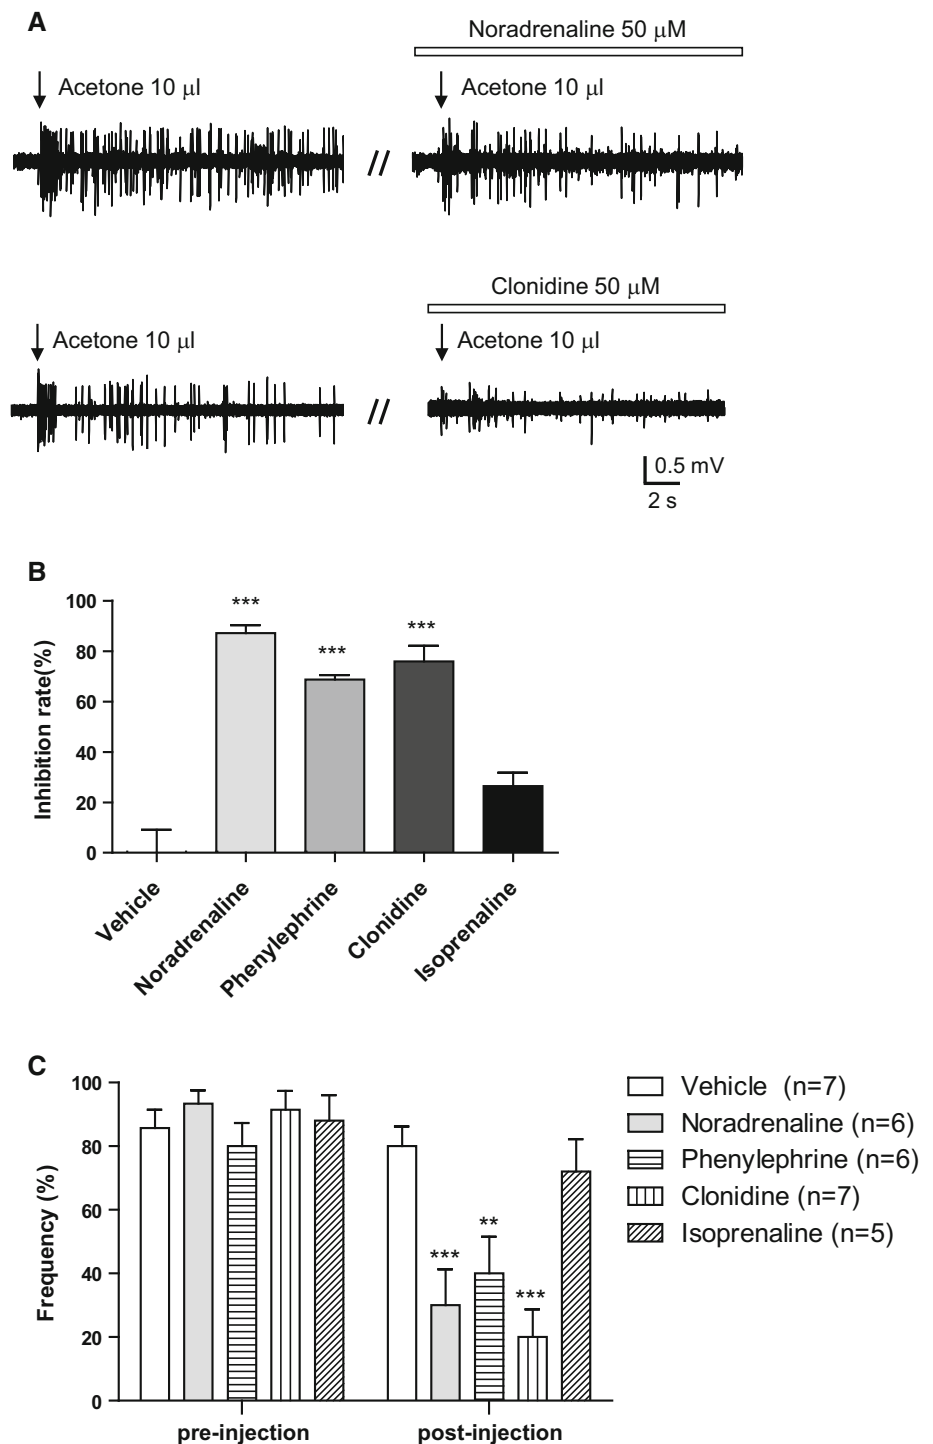 A
Noradrenaline 50 μM
Acetone 10 μl
Acetone 10 μl
//
Clonidine 50 μM
Acetone 10 μl
Acetone 10 μl
//
0.5 mV
2 s
B
Inhibition rate(%)
100
80
60
40
20
0
***
***
***
Vehicle
Noradrenaline
Phenylephrine
Clonidine
Isoprenaline
C
Frequency (%)
100
80
60
40
20
0
***
**
***
pre-injection
post-injection
Vehicle (n=7)
Noradrenaline (n=6)
Phenylephrine (n=6)
Clonidine (n=7)
Isoprenaline (n=5)